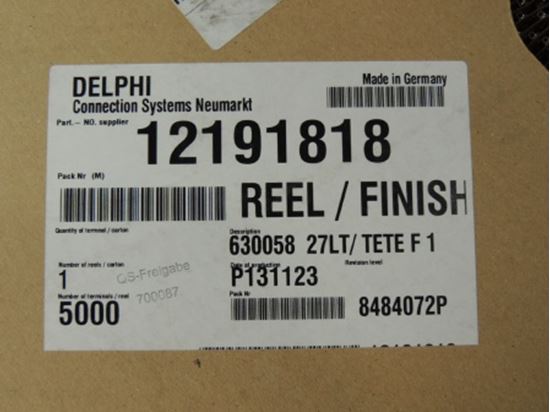 DELPHI
Made in Germany
Connection Systems Neumarkt
Part.- NO. supplier
12191818
Pack Nr (M)
REEL / FINISH
Quantity of terminal / carton
Description
630058 27LT/ TETE F 1
Number of reels / carton
Date of production
Revision level
1
QS-Freigabe
P131123
Number of terminals / reel
700087
Pack Nr
5000
8484072P